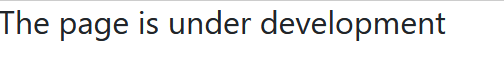 The page is under development